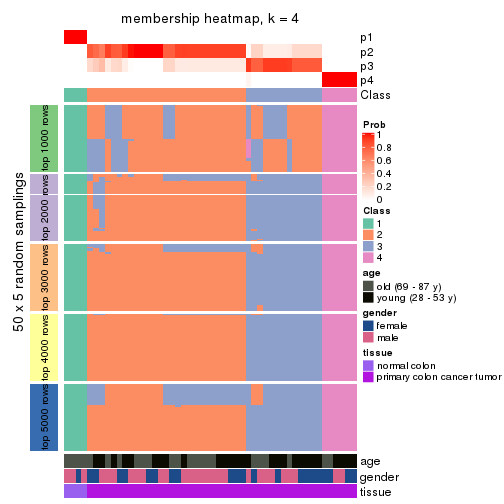 membership heatmap, k = 4
p1
p2
p3
p4
Class
50 x 5 random samplings
top 1000 rows
top 2000 rows
top 3000 rows
top 4000 rows
top 5000 rows
Prob
1
0.8
0.6
0.4
0.2
0
Class
1
2
3
4
age
old (69 - 87 y)
young (28 - 53 y)
gender
female
male
tissue
normal colon
primary colon cancer tumor
age
gender
tissue